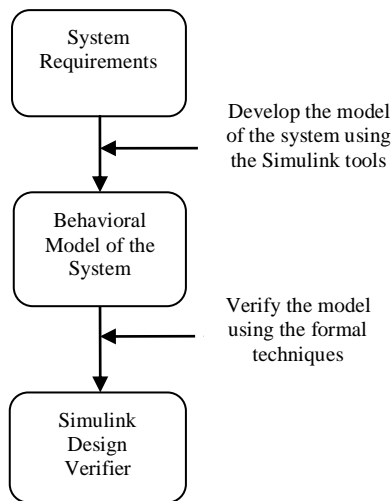 System
Requirements
Develop the model
of the system using
the Simulink tools
Behavioral
Model of the
System
Verify the model
using the formal
techniques
Simulink
Design
Verifier